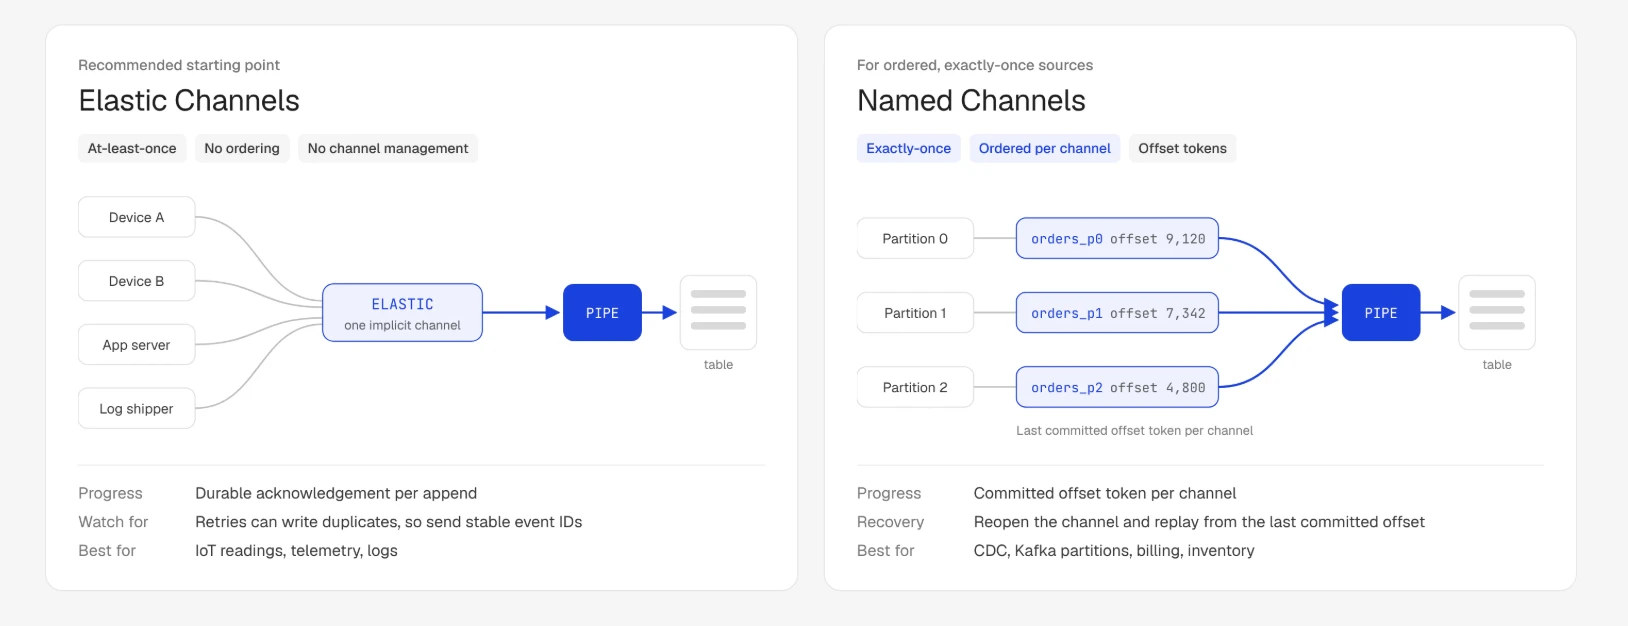 Recommended starting point
Elastic Channels
At-least-once
No ordering
No channel management
Device A
Device B
App server
Log shipper
ELASTIC
one implicit channel
PIPE
table
Progress Durable acknowledgement per append
Watch for Retries can write duplicates, so send stable event IDs
Best for IoT readings, telemetry, logs
For ordered, exactly-once sources
Named Channels
Exactly-once
Ordered per channel
Offset tokens
Partition 0
orders_p0 offset 9,120
Partition 1
orders_p1 offset 7,342
Partition 2
orders_p2 offset 4,800
Last committed offset token per channel
PIPE
table
Progress Committed offset token per channel
Recovery Reopen the channel and replay from the last committed offset
Best for CDC, Kafka partitions, billing, inventory